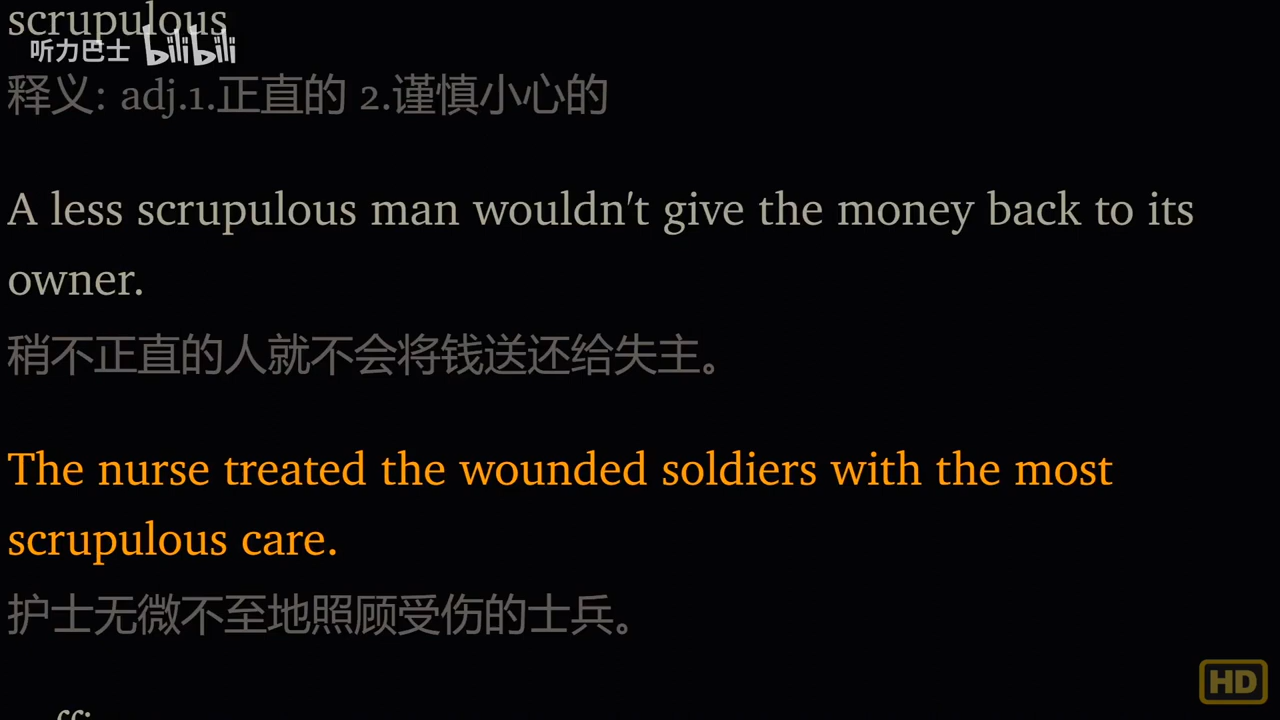 scrupulous
听力巴士 bilibili
释义: adj.1.正直的 2.谨慎小心的
A less scrupulous man wouldn't give the money back to its
owner.
稍不正直的人就不会将钱送还给失主。
The nurse treated the wounded soldiers with the most
scrupulous care.
护士无微不至地照顾受伤的士兵。
HD